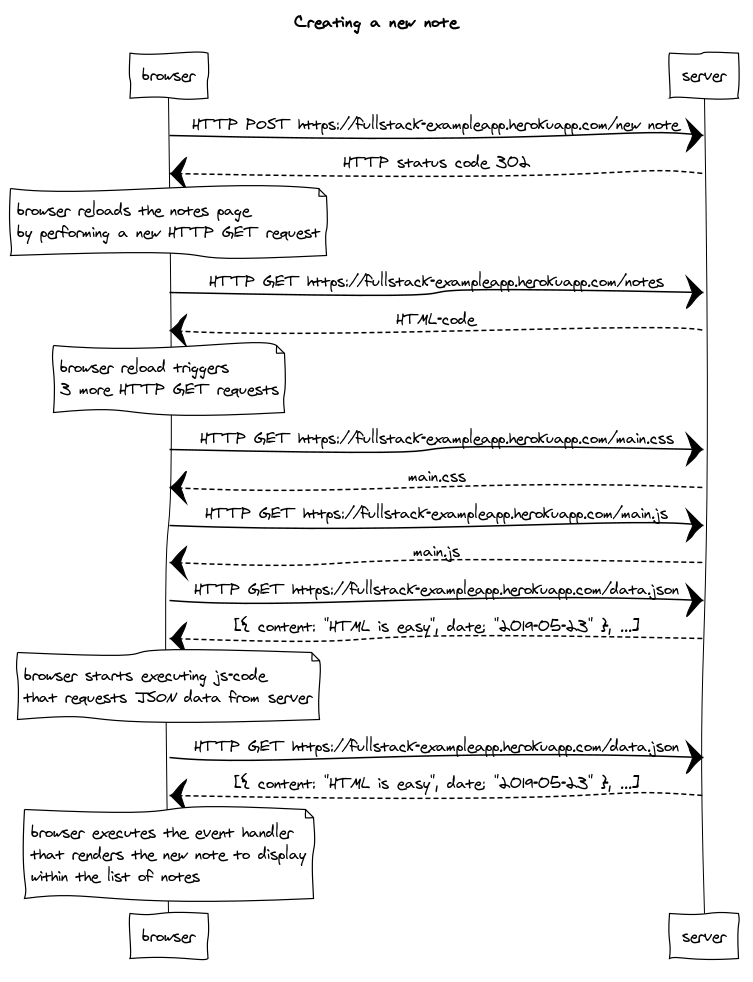 Creating a new note
browser
server
HTTP POST https://fullstack-exampleapp.herokuapp.com/new note
HTTP status code 302
browser reloads the notes page
by performing a new HTTP GET request
HTTP GET https://fullstack-exampleapp.herokuapp.com/notes
HTML-code
browser reload triggers
3 more HTTP GET requests
HTTP GET https://fullstack-exampleapp.herokuapp.com/main.css
main.css
HTTP GET https://fullstack-exampleapp.herokuapp.com/main.js
main.js
HTTP GET https://fullstack-exampleapp.herokuapp.com/data.json
[{ content: "HTML is easy", date: "2019-05-23" }, ...]
browser starts executing js-code
that requests JSON data from server
HTTP GET https://fullstack-exampleapp.herokuapp.com/data.json
[{ content: "HTML is easy", date: "2019-05-23" }, ...]
browser executes the event handler
that renders the new note to display
within the list of notes
browser
server